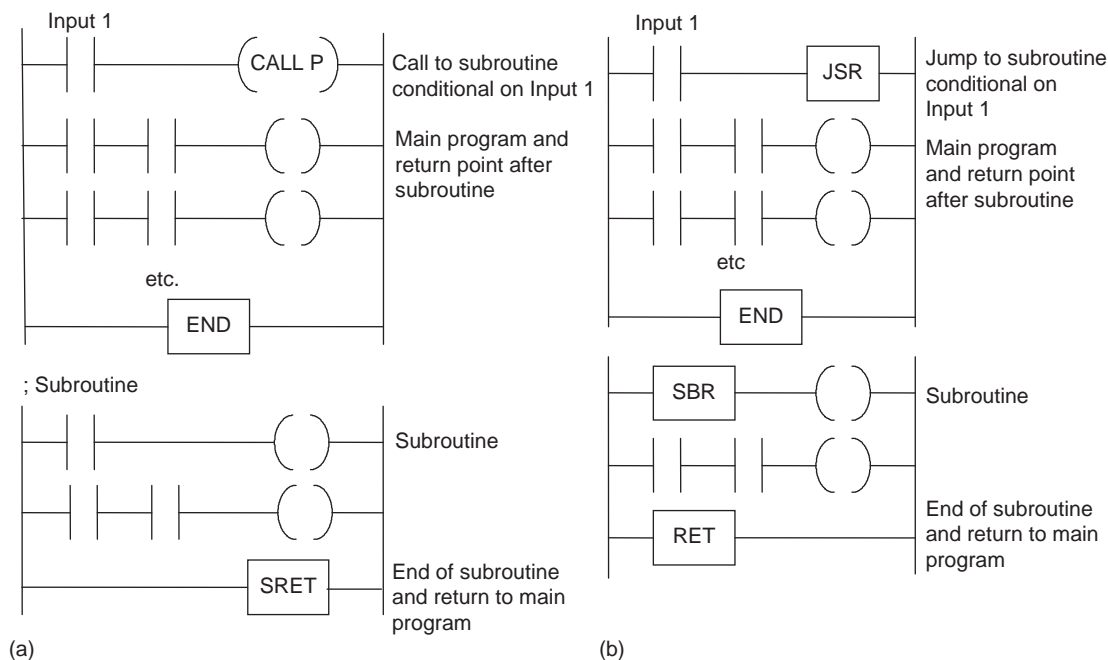 Input 1
CALL P
Call to subroutine
conditional on Input 1
Main program and
return point after
subroutine
etc.
END
; Subroutine
Subroutine
SRET
End of subroutine
and return to main
program
(a)
Input 1
JSR
Jump to subroutine
conditional on
Input 1
Main program
and return point
after subroutine
etc
END
SBR
Subroutine
RET
End of subroutine
and return to main
program
(b)